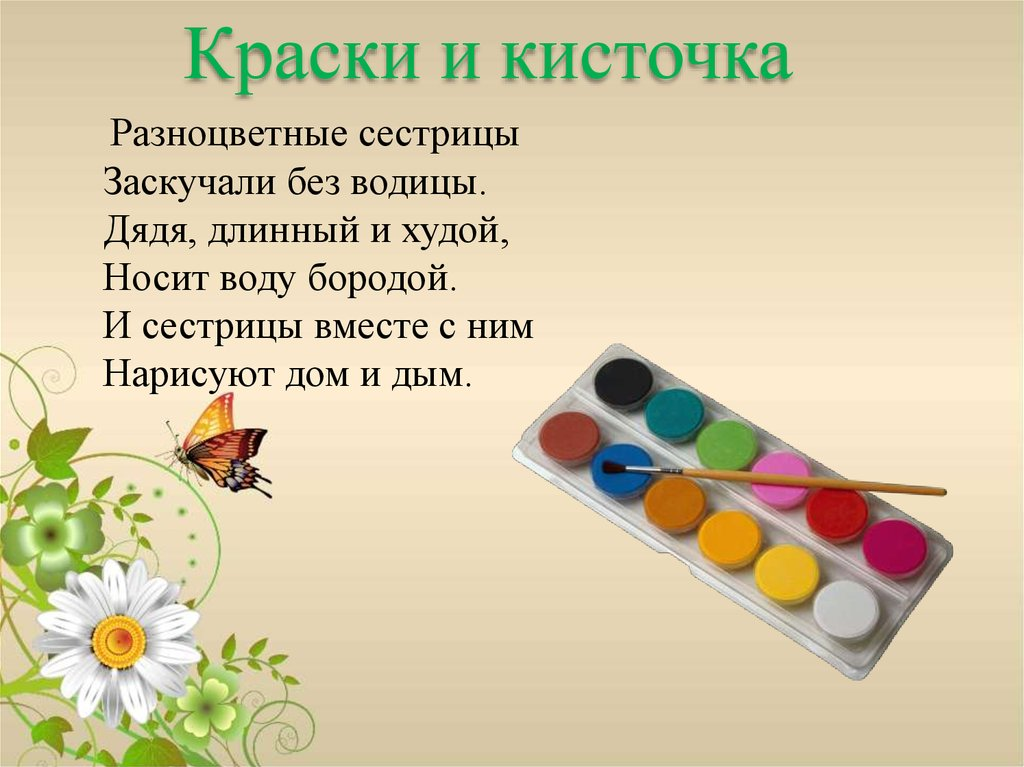 Краски и кисточка
Разноцветные сестрицы
Заскучали без водицы.
Дядя, длинный и худой,
Носит воду бородой.
И сестрицы вместе с ним
Нарисуют дом и дым.